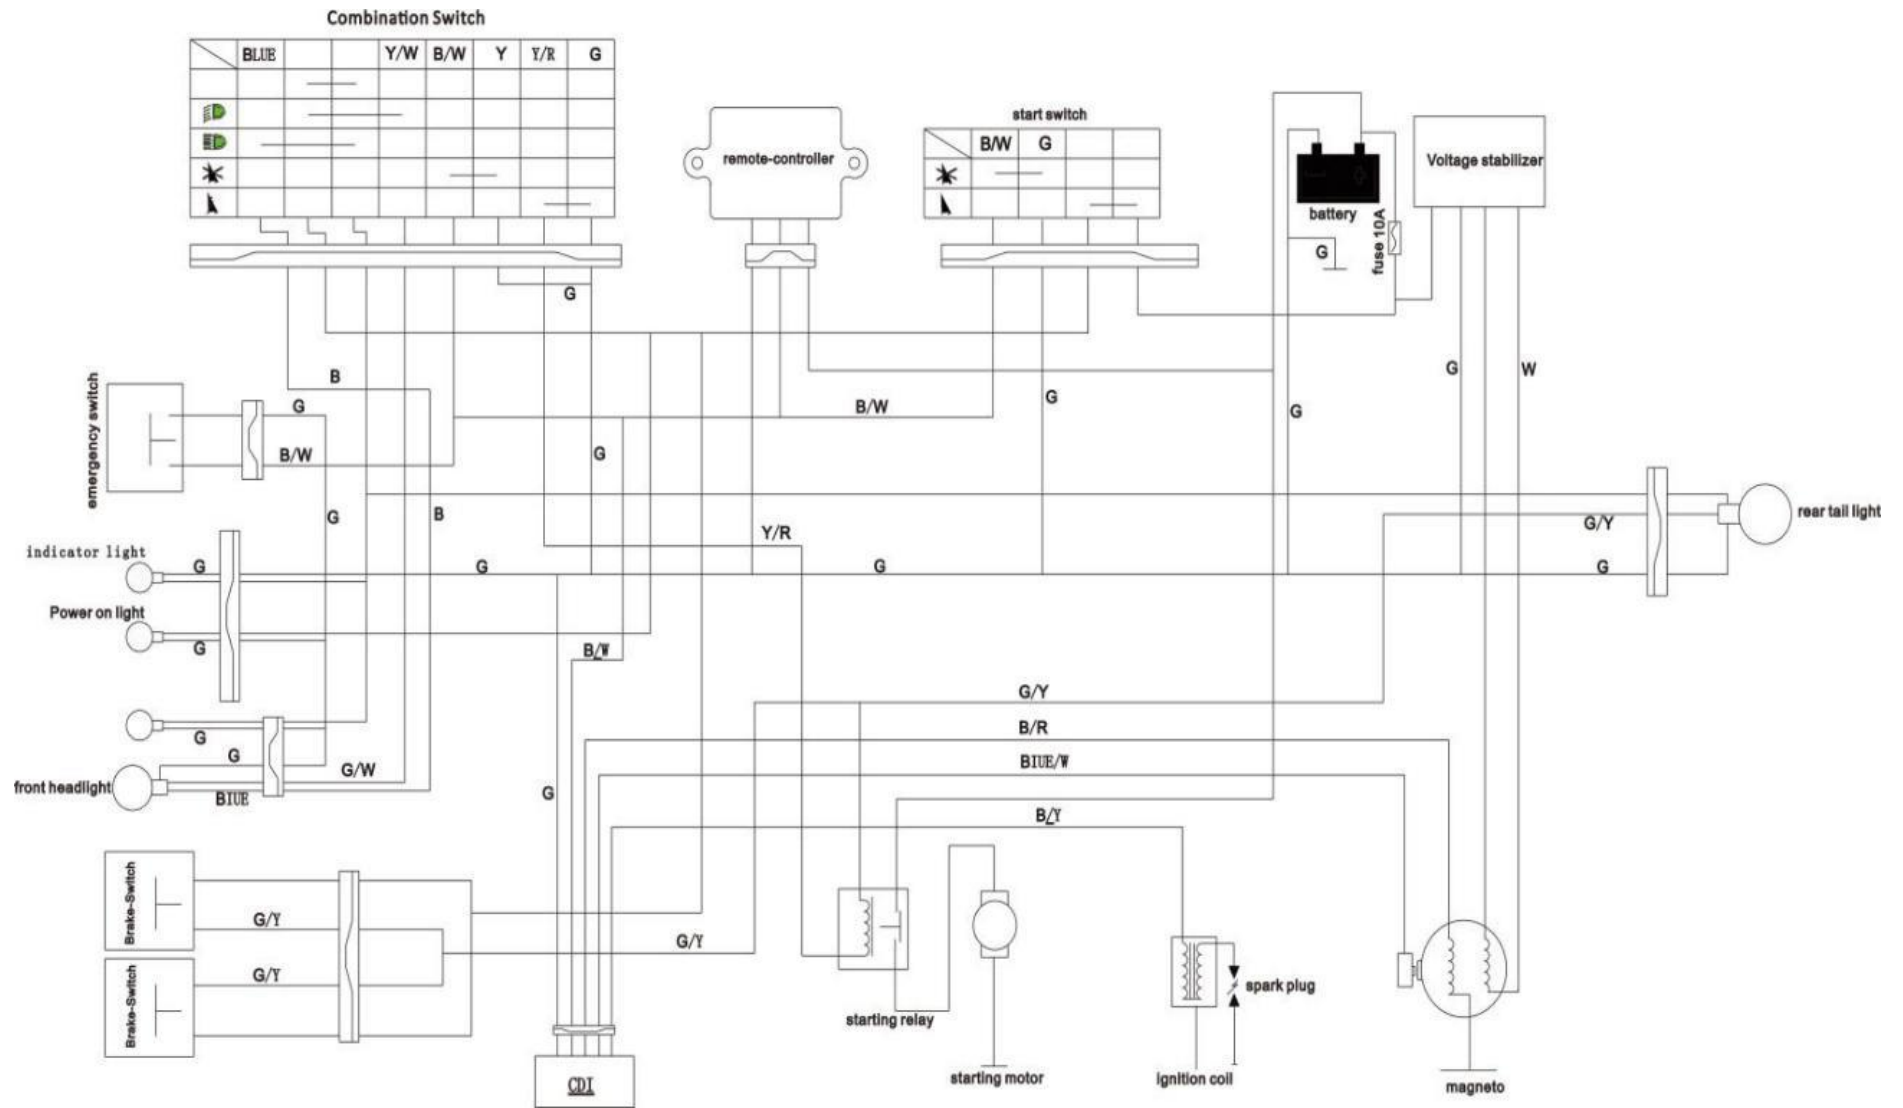 Combination Switch
BLUE Y/W B/W Y Y/R G
start switch
B/W G
remote-controller
Voltage stabilizer
battery
fuse 10A
G
G
B
G
emergency switch
B/W
B/W
G
G
G
G
W
G
B
Y/R
G/Y
rear tail light
indicator light
G
G
G
G
Power on light
G
B/W
G/Y
B/R
G
G
G/W
BIUE/W
front headlight
BIUE
G
B/Y
Brake-Switch
G/Y
G/Y
G/Y
Brake-Switch
spark plug
starting relay
CDI
starting motor
ignition coil
magneto